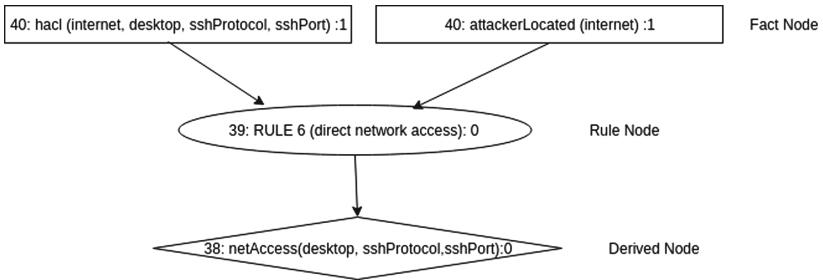 40: hacl (internet, desktop, sshProtocol, sshPort) :1
40: attackerLocated (internet) :1
Fact Node
39: RULE 6 (direct network access): 0
Rule Node
38: netAccess(desktop, sshProtocol,sshPort):0
Derived Node